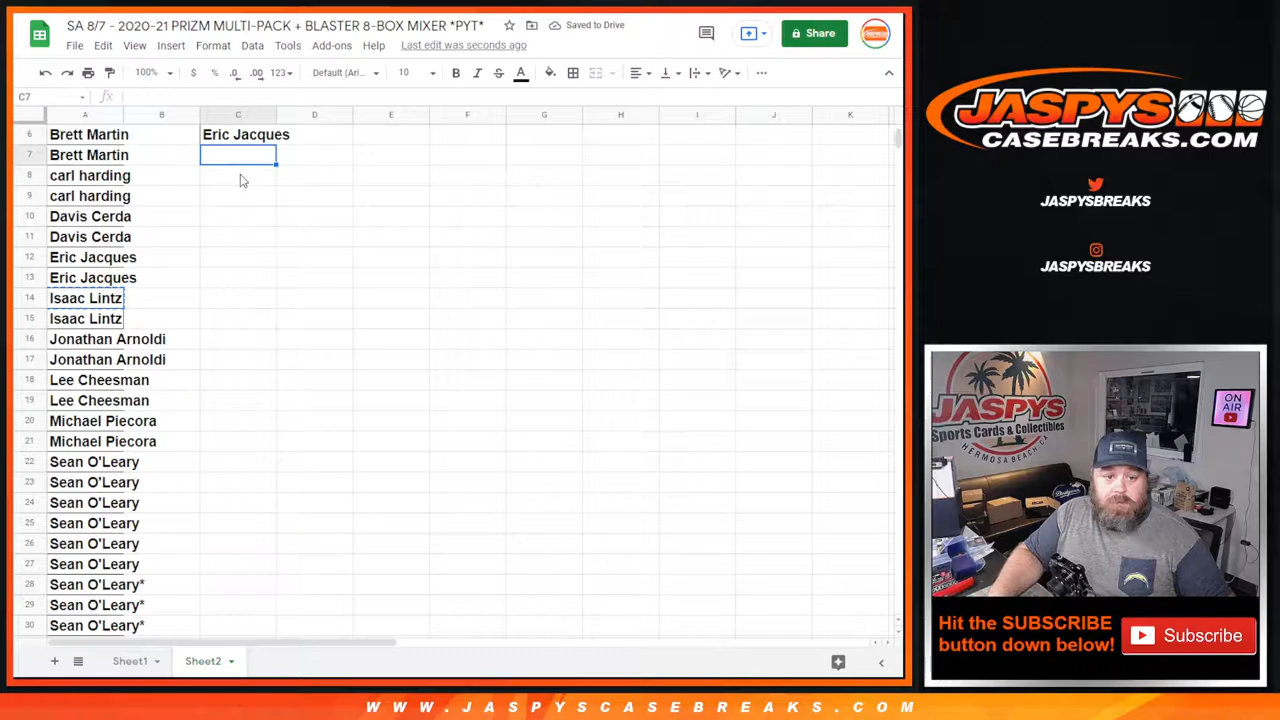 SA 8/7 - 2020-21 PRIZM MULTI-PACK + BLASTER 8-BOX MIXER *PYT*
Saved to Drive
File Edit View Insert Format Data Tools Add-ons Help Last edit was seconds ago
Share
100% $ % .0 .00 123 Default (Ari... 10 B I S A
C7 fx
A B C D E F G H I J K
6 Brett Martin Eric Jacques
7 Brett Martin
8 carl harding
9 carl harding
10 Davis Cerda
11 Davis Cerda
12 Eric Jacques
13 Eric Jacques
14 Isaac Lintz
15 Isaac Lintz
16 Jonathan Arnoldi
17 Jonathan Arnoldi
18 Lee Cheesman
19 Lee Cheesman
20 Michael Piecora
21 Michael Piecora
22 Sean O'Leary
23 Sean O'Leary
24 Sean O'Leary
25 Sean O'Leary
26 Sean O'Leary
27 Sean O'Leary
28 Sean O'Leary*
29 Sean O'Leary*
30 Sean O'Leary*
Sheet1 Sheet2
JASPYS
CASEBREAKS.COM
JASPYSBREAKS
JASPYSBREAKS
JASPYS
Sports Cards & Collectibles
HERMOSA BEACH CA
ON
AIR
Dodgers
Hit the SUBSCRIBE
button down below!
Subscribe
WWW.JASPYSCASEBREAKS.COM